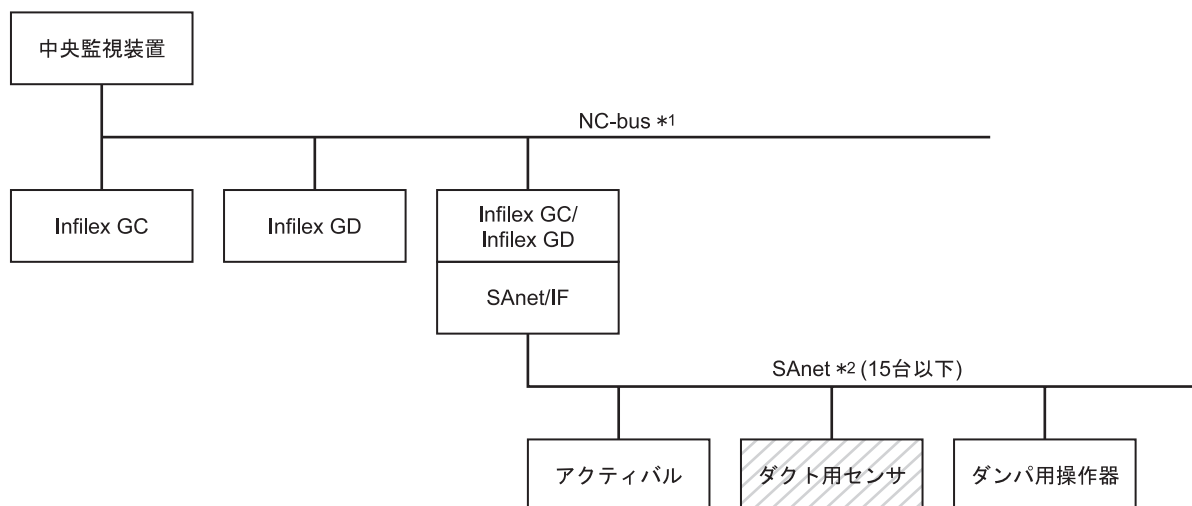 中央監視装置
NC-bus *1
Infilex GC
Infilex GD
Infilex GC/
Infilex GD
SAnet/IF
SAnet *2 (15台以下)
アクティバル
ダクト用センサ
ダンパ用操作器